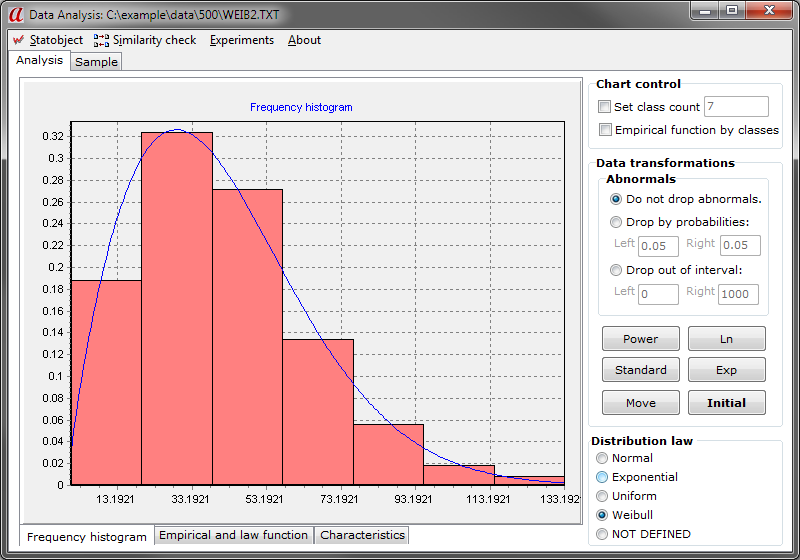 Data Analysis: C:\example\data\500\WEIB2.TXT
Statobject Similarity check Experiments About
Analysis Sample
Frequency histogram
0.32
0.3
0.28
0.26
0.24
0.22
0.2
0.18
0.16
0.14
0.12
0.1
0.08
0.06
0.04
0.02
0
13.1921 33.1921 53.1921 73.1921 93.1921 113.1921 133.192
Frequency histogram Empirical and law function Characteristics
Chart control
Set class count 7
Empirical function by classes
Data transformations
Abnormals
Do not drop abnormals.
Drop by probabilities:
Left 0.05 Right 0.05
Drop out of interval:
Left 0 Right 1000
Power Ln
Standard Exp
Move Initial
Distribution law
Normal
Exponential
Uniform
Weibull
NOT DEFINED